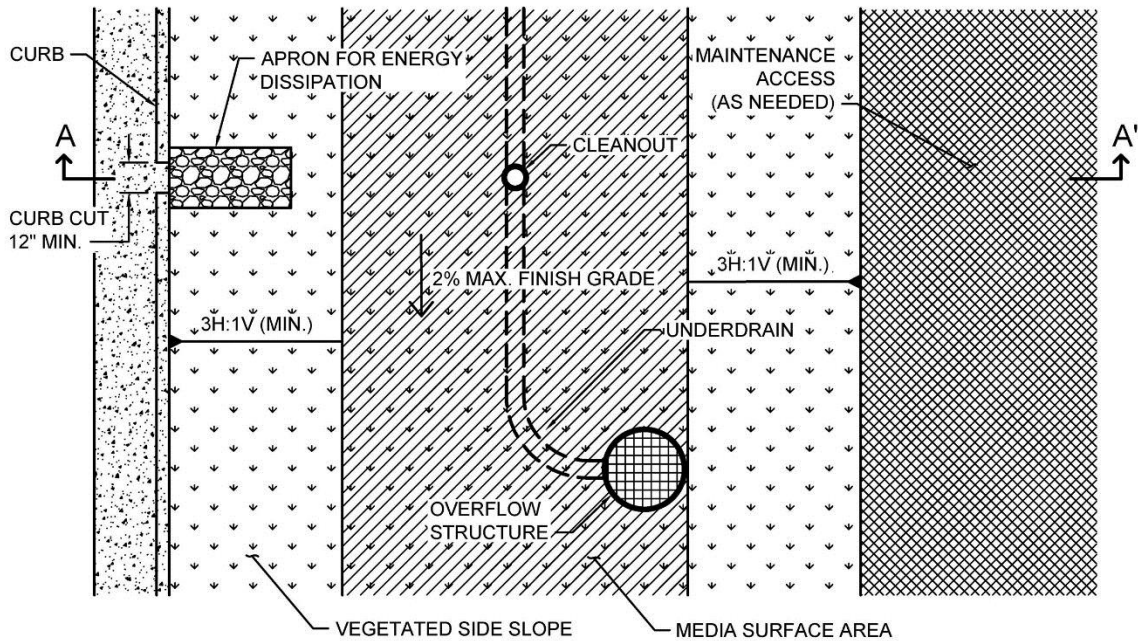 CURB
APRON FOR ENERGY
DISSIPATION
MAINTENANCE
ACCESS
(AS NEEDED)
A
A'
CLEANOUT
CURB CUT
12" MIN.
2% MAX. FINISH GRADE
3H:1V (MIN.)
3H:1V (MIN.)
UNDERDRAIN
OVERFLOW
STRUCTURE
VEGETATED SIDE SLOPE
MEDIA SURFACE AREA